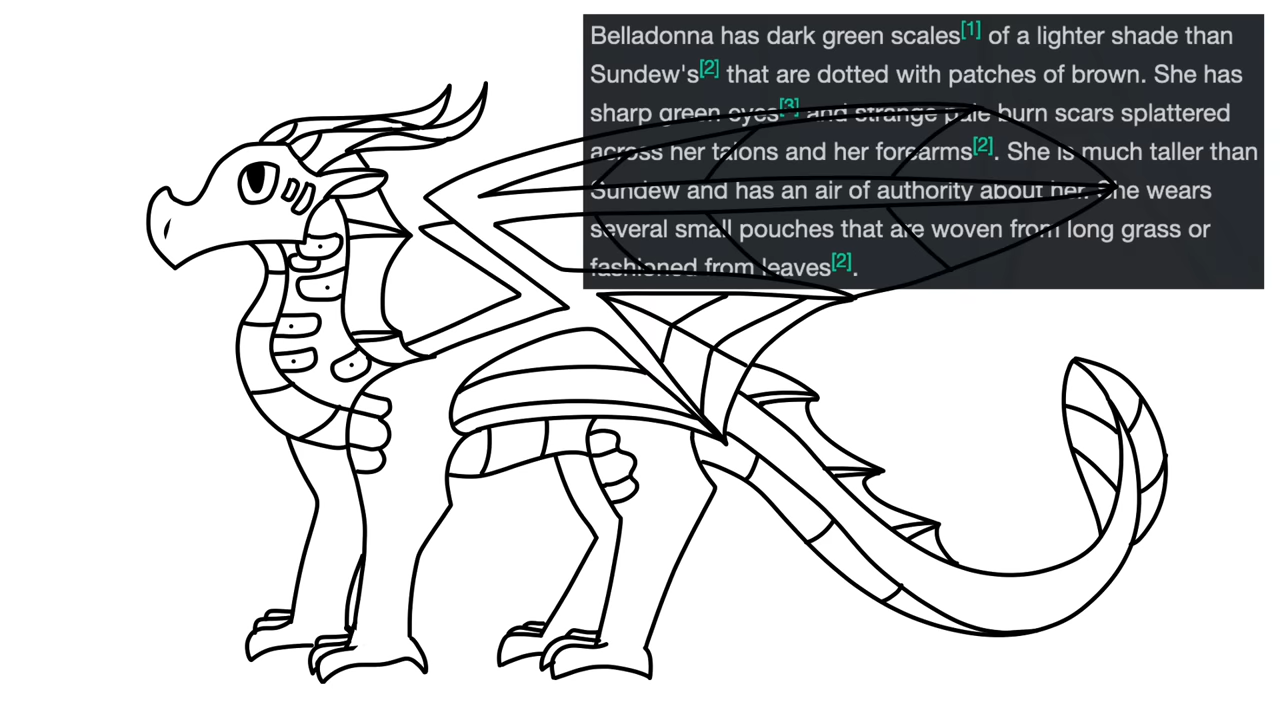 Belladonna has dark green scales[1] of a lighter shade than
Sundew's[2] that are dotted with patches of brown. She has
sharp green eyes[3] and strange pale burn scars splattered
across her talons and her forearms[2]. She is much taller than
Sundew and has an air of authority about her. She wears
several small pouches that are woven from long grass or
fashioned from leaves[2].